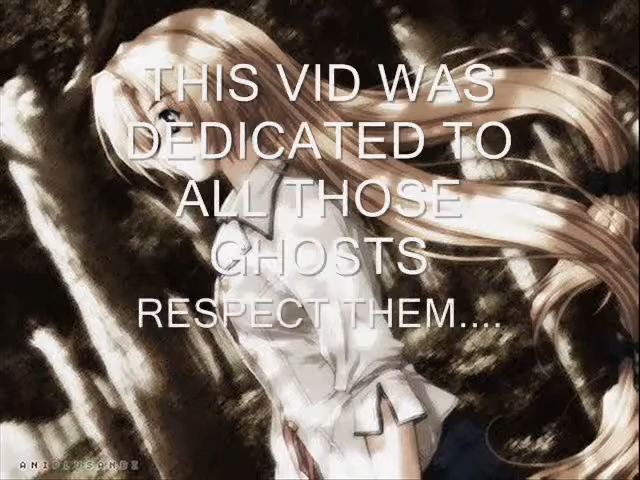 THIS VID WAS
DEDICATED TO
ALL THOSE
GHOSTS
RESPECT THEM....